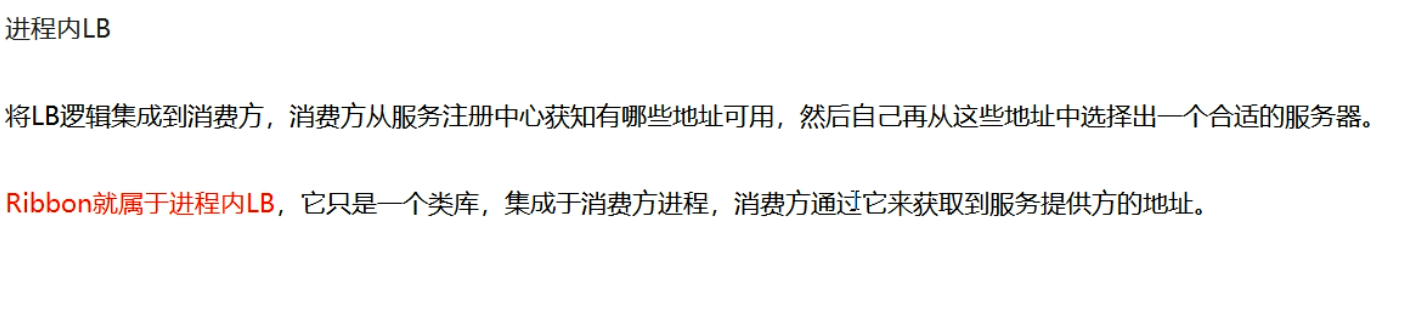 进程内LB
将LB逻辑集成到消费方，消费方从服务注册中心获知有哪些地址可用，然后自己再从这些地址中选择出一个合适的服务器。
Ribbon就属于进程内LB，它只是一个类库，集成于消费方进程，消费方通过它来获取到服务提供方的地址。